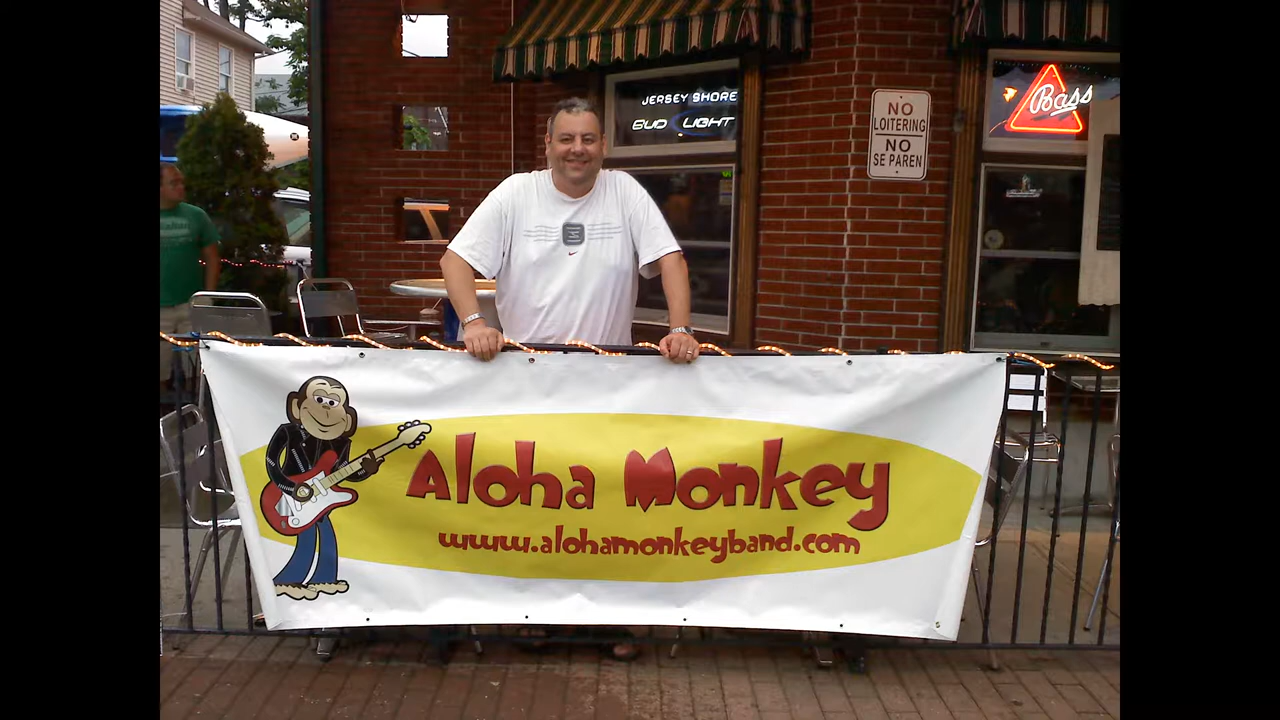 JERSEY SHORE
BUD LIGHT
Bass
NO
LOITERING
NO
SE PAREN
Aloha Monkey
www.alohamonkeyband.com